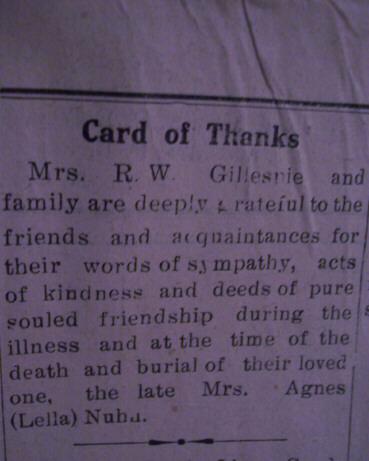 Card of Thanks
Mrs. R. W. Gillespie and
family are deeply grateful to the
friends and acquaintances for
their words of sympathy, acts
of kindness and deeds of pure
souled friendship during the
illness and at the time of the
death and burial of their loved
one, the late Mrs. Agnes
(Lella)